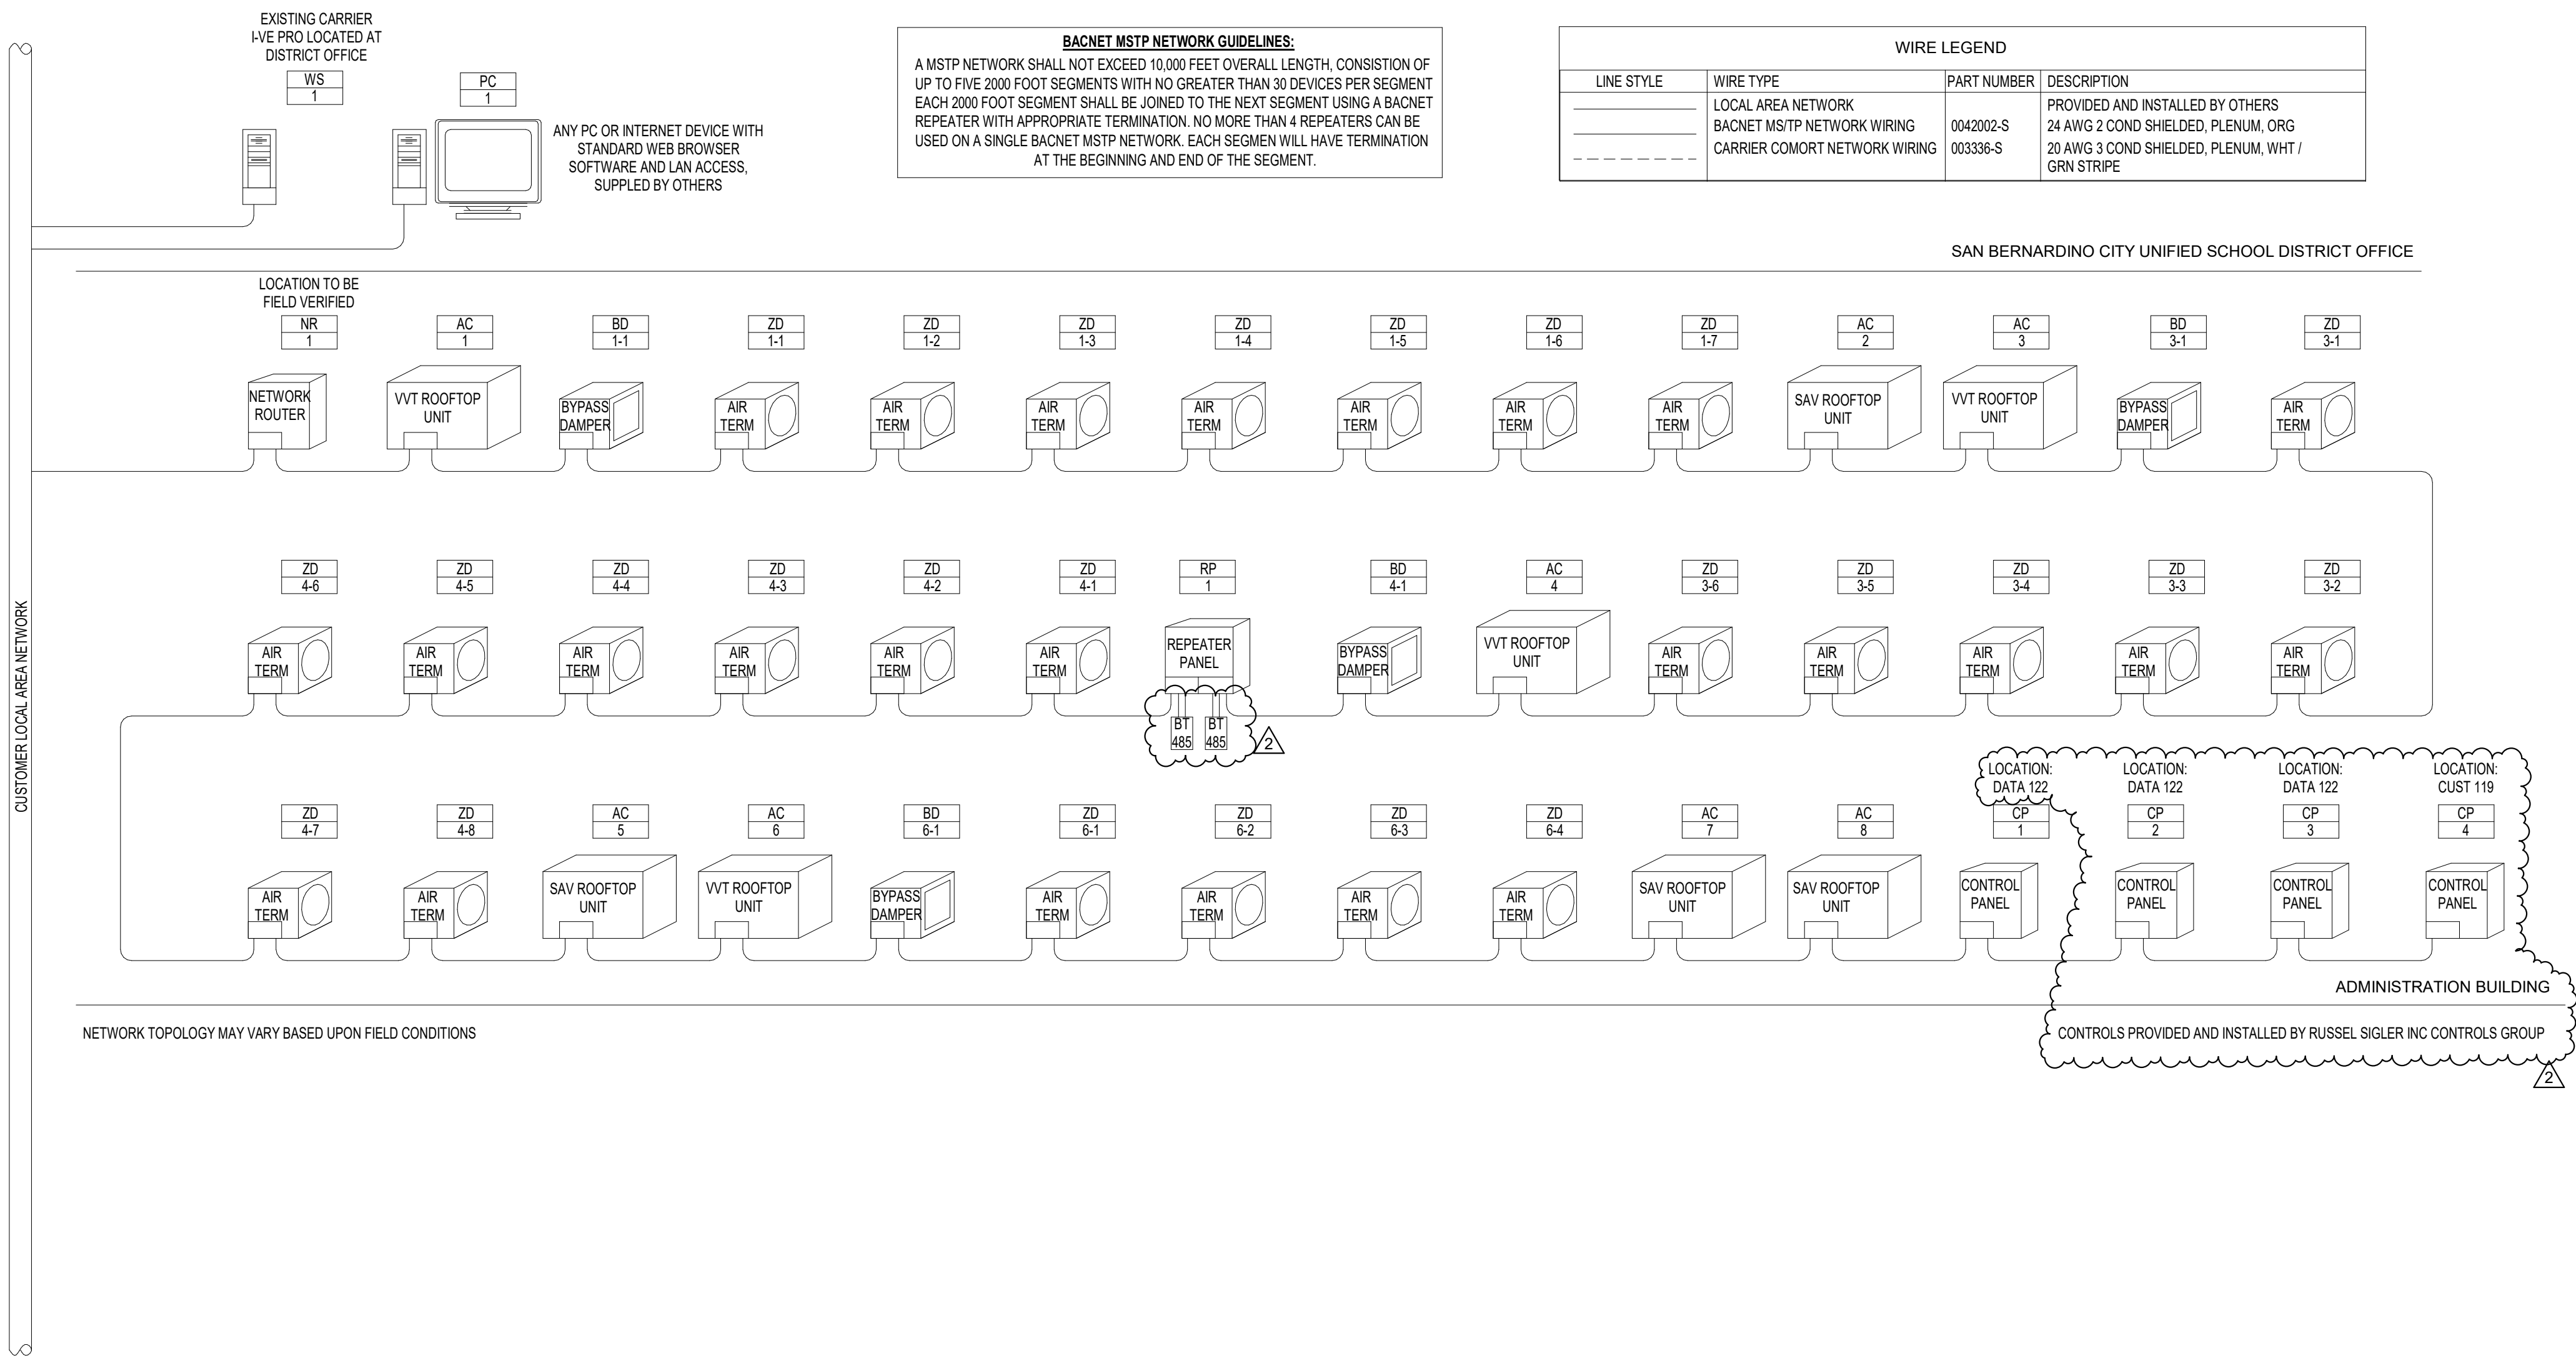 EXISTING CARRIER
I-VE PRO LOCATED AT
DISTRICT OFFICE
WS
1
PC
1
ANY PC OR INTERNET DEVICE WITH
STANDARD WEB BROWSER
SOFTWARE AND LAN ACCESS,
SUPPLED BY OTHERS
BACNET MSTP NETWORK GUIDELINES:
A MSTP NETWORK SHALL NOT EXCEED 10,000 FEET OVERALL LENGTH, CONSISTION OF
UP TO FIVE 2000 FOOT SEGMENTS WITH NO GREATER THAN 30 DEVICES PER SEGMENT
EACH 2000 FOOT SEGMENT SHALL BE JOINED TO THE NEXT SEGMENT USING A BACNET
REPEATER WITH APPROPRIATE TERMINATION. NO MORE THAN 4 REPEATERS CAN BE
USED ON A SINGLE BACNET MSTP NETWORK. EACH SEGMEN WILL HAVE TERMINATION
AT THE BEGINNING AND END OF THE SEGMENT.
WIRE LEGEND
LINE STYLE WIRE TYPE PART NUMBER DESCRIPTION
LOCAL AREA NETWORK PROVIDED AND INSTALLED BY OTHERS
BACNET MS/TP NETWORK WIRING 0042002-S 24 AWG 2 COND SHIELDED, PLENUM, ORG
CARRIER COMORT NETWORK WIRING 003336-S 20 AWG 3 COND SHIELDED, PLENUM, WHT /
GRN STRIPE
SAN BERNARDINO CITY UNIFIED SCHOOL DISTRICT OFFICE
CUSTOMER LOCAL AREA NETWORK
LOCATION TO BE
FIELD VERIFIED
NR AC BD ZD ZD ZD ZD ZD ZD ZD AC AC BD ZD
1 1 1-1 1-1 1-2 1-3 1-4 1-5 1-6 1-7 2 3 3-1 3-1
NETWORK VVT ROOFTOP BYPASS AIR AIR AIR AIR AIR AIR AIR SAV ROOFTOP VVT ROOFTOP BYPASS AIR
ROUTER UNIT DAMPER TERM TERM TERM TERM TERM TERM TERM UNIT UNIT DAMPER TERM
ZD ZD ZD ZD ZD ZD RP BD AC ZD ZD ZD ZD ZD
4-6 4-5 4-4 4-3 4-2 4-1 1 4-1 4 3-6 3-5 3-4 3-3 3-2
AIR AIR AIR AIR AIR AIR REPEATER BYPASS VVT ROOFTOP AIR AIR AIR AIR AIR
TERM TERM TERM TERM TERM TERM PANEL DAMPER UNIT TERM TERM TERM TERM TERM
BT BT
485 485
2
LOCATION: LOCATION: LOCATION: LOCATION:
DATA 122 DATA 122 DATA 122 CUST 119
ZD ZD AC AC BD ZD ZD ZD ZD AC AC CP CP CP CP
4-7 4-8 5 6 6-1 6-1 6-2 6-3 6-4 7 8 1 2 3 4
AIR AIR SAV ROOFTOP VVT ROOFTOP BYPASS AIR AIR AIR AIR SAV ROOFTOP SAV ROOFTOP CONTROL CONTROL CONTROL CONTROL
TERM TERM UNIT UNIT DAMPER TERM TERM TERM TERM UNIT UNIT PANEL PANEL PANEL PANEL
ADMINISTRATION BUILDING
NETWORK TOPOLOGY MAY VARY BASED UPON FIELD CONDITIONS
CONTROLS PROVIDED AND INSTALLED BY RUSSEL SIGLER INC CONTROLS GROUP
2